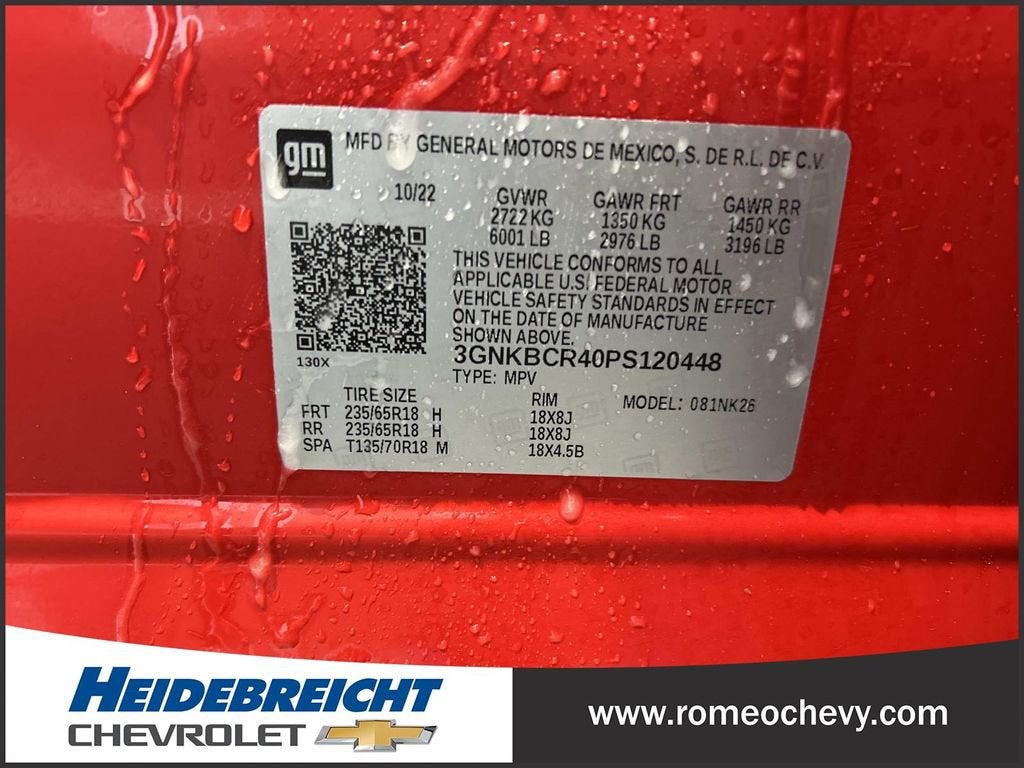 gm
MFD BY GENERAL MOTORS DE MEXICO, S. DE R.L. DE C.V.
10/22 GVWR GAWR FRT GAWR RR
2722 KG 1350 KG 1450 KG
6001 LB 2976 LB 3196 LB
THIS VEHICLE CONFORMS TO ALL
APPLICABLE U.S. FEDERAL MOTOR
VEHICLE SAFETY STANDARDS IN EFFECT
ON THE DATE OF MANUFACTURE
SHOWN ABOVE.
130X
3GNKBCR40PS120448
TYPE: MPV
TIRE SIZE RIM MODEL: 081NK26
FRT 235/65R18 H 18X8J
RR 235/65R18 H 18X8J
SPA T135/70R18 M 18X4.5B
HEIDEBREICHT
CHEVROLET
www.romeochevy.com